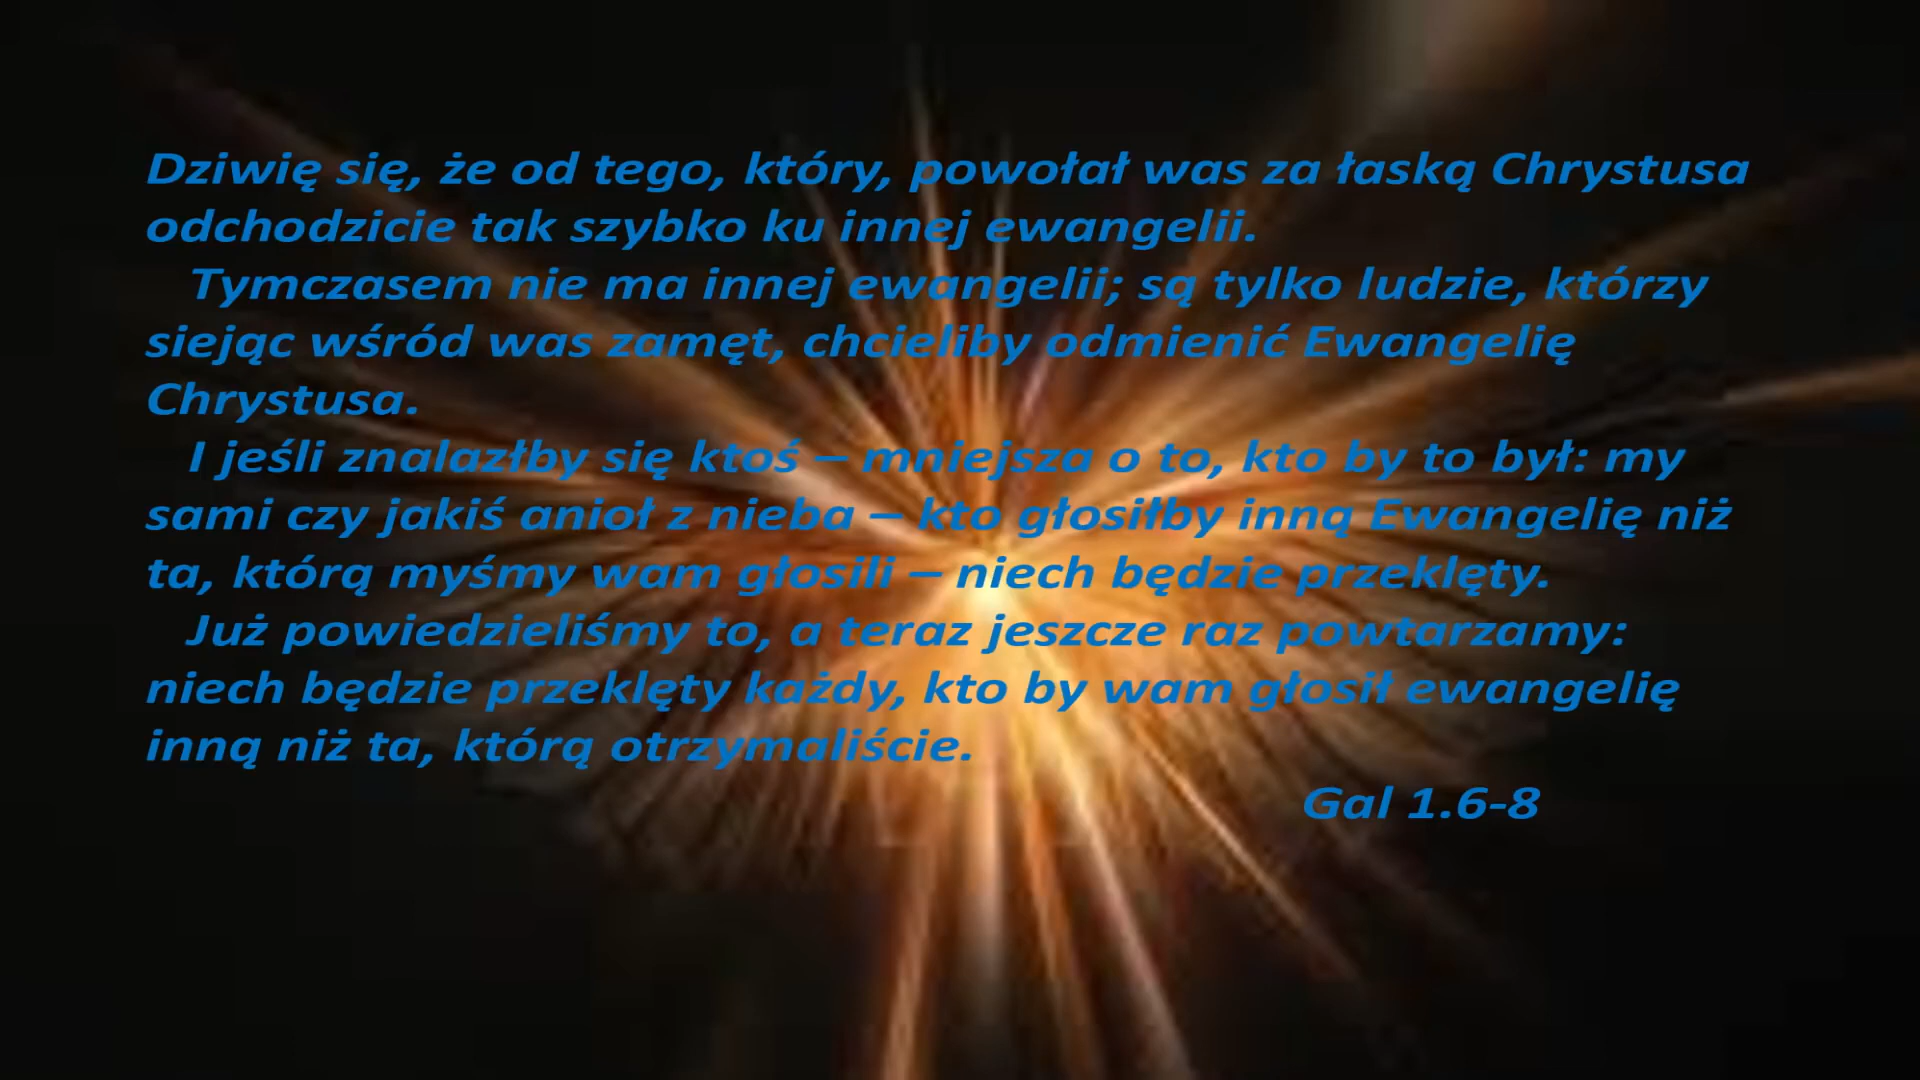 Dziwię się, że od tego, który, powołał was za łaską Chrystusa
odchodzicie tak szybko ku innej ewangelii.
Tymczasem nie ma innej ewangelii; są tylko ludzie, którzy
siejąc wśród was zamęt, chcieliby odmienić Ewangelię
Chrystusa.
I jeśli znalazłby się ktoś – mniejsza o to, kto by to był: my
sami czy jakiś anioł z nieba – kto głosiłby inną Ewangelię niż
ta, którą myśmy wam głosili – niech będzie przeklęty.
Już powiedzieliśmy to, a teraz jeszcze raz powtarzamy:
niech będzie przeklęty każdy, kto by wam głosił ewangelię
inną niż ta, którą otrzymaliście.
Gal 1.6-8